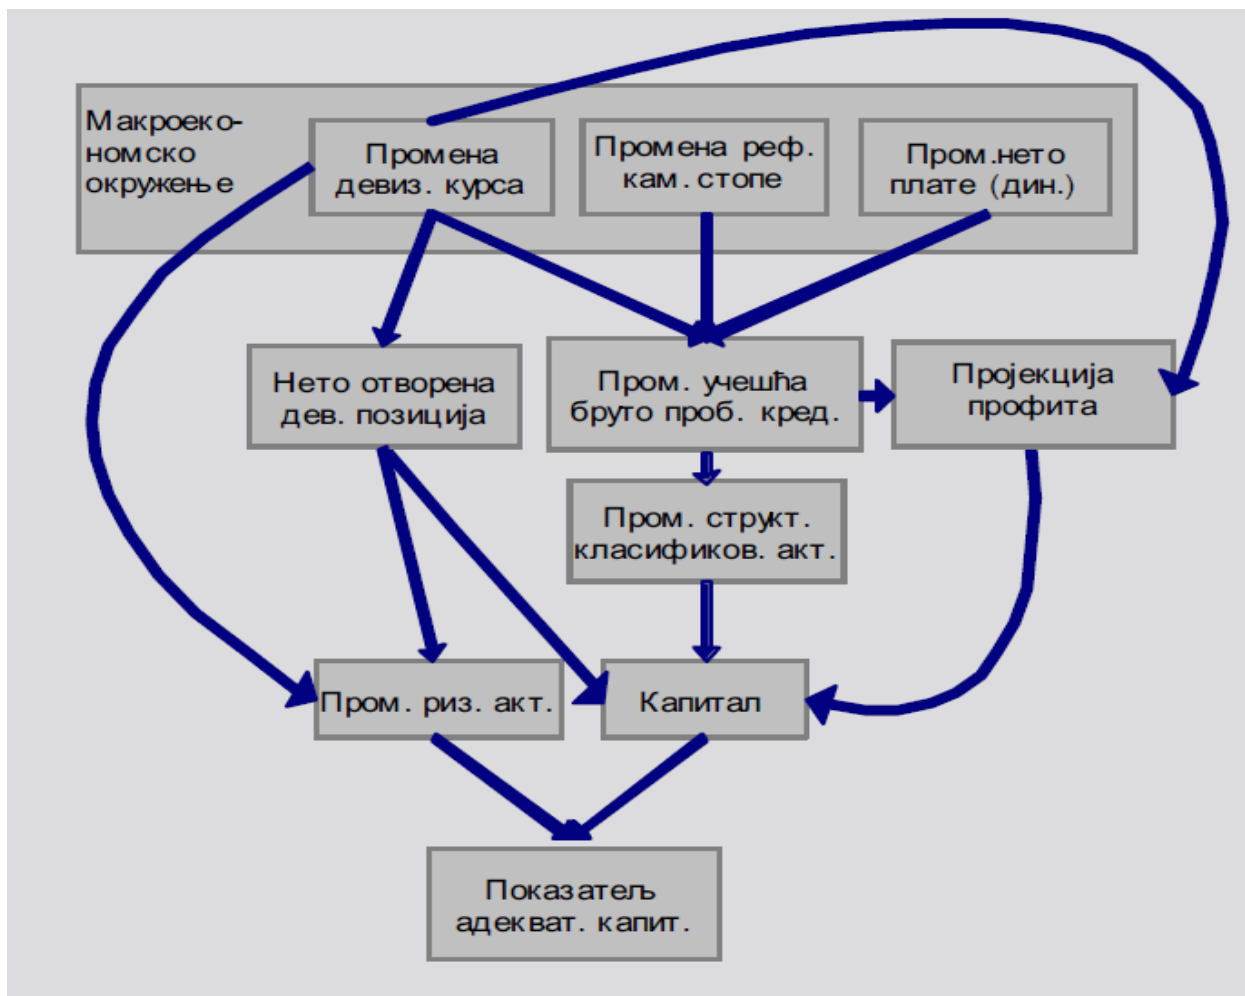 Макроеко-
номско
окружење
Промена
девиз. курса
Промена реф.
кам. стопе
Пром.нето
плате (дин.)
Нето отворена
дев. позиција
Пром. учешћа
бруто проб. кред.
Пројекција
профита
Пром. структ.
класификов. акт.
Пром. риз. акт.
Капитал
Показатељ
адекват. капит.